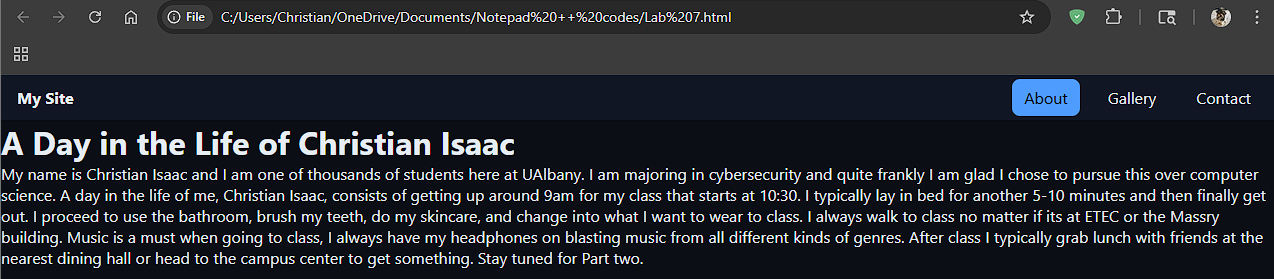 File C:/Users/Christian/OneDrive/Documents/Notepad%20++%20codes/Lab%207.html
My Site About Gallery Contact
A Day in the Life of Christian Isaac
My name is Christian Isaac and I am one of thousands of students here at UAlbany. I am majoring in cybersecurity and quite frankly I am glad I chose to pursue this over computer
science. A day in the life of me, Christian Isaac, consists of getting up around 9am for my class that starts at 10:30. I typically lay in bed for another 5-10 minutes and then finally get
out. I proceed to use the bathroom, brush my teeth, do my skincare, and change into what I want to wear to class. I always walk to class no matter if its at ETEC or the Massry
building. Music is a must when going to class, I always have my headphones on blasting music from all different kinds of genres. After class I typically grab lunch with friends at the
nearest dining hall or head to the campus center to get something. Stay tuned for Part two.